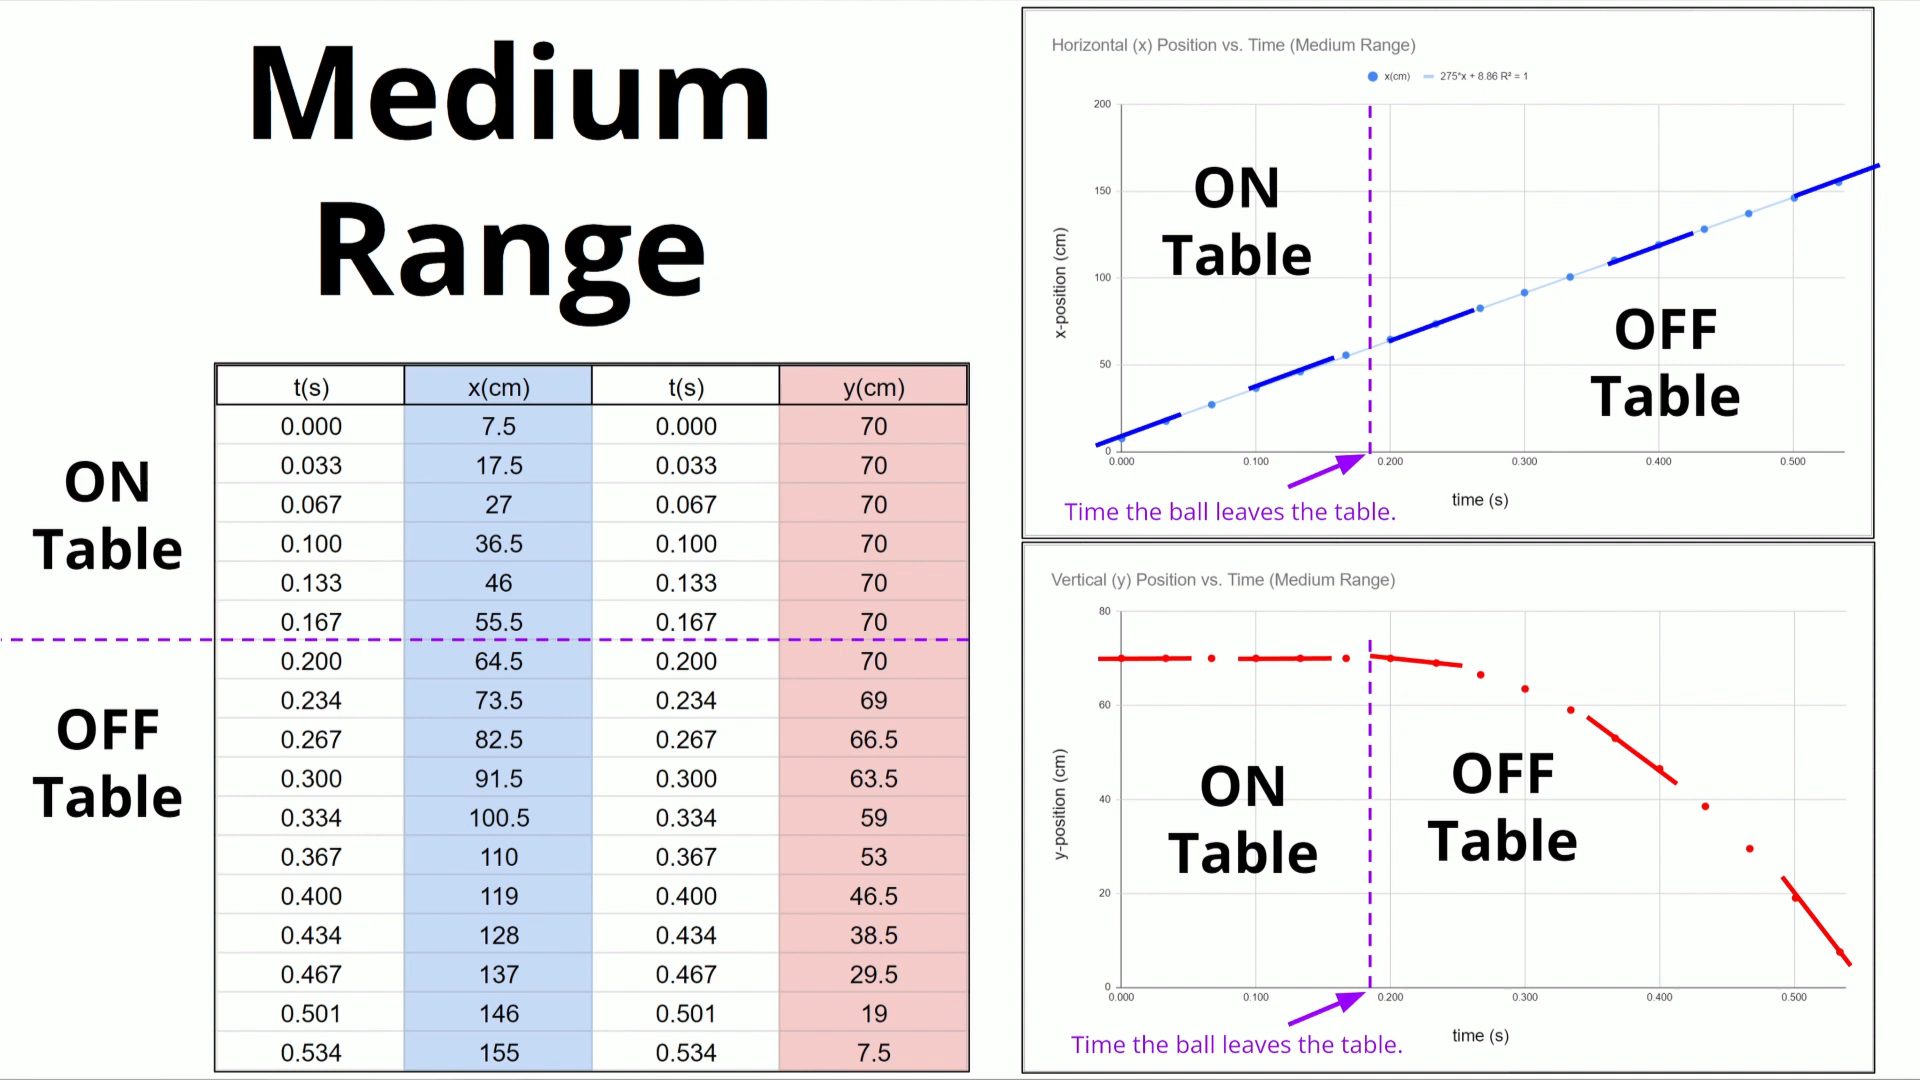 Medium
Range
ON
Table
OFF
Table
t(s) x(cm) t(s) y(cm)
0.000 7.5 0.000 70
0.033 17.5 0.033 70
0.067 27 0.067 70
0.100 36.5 0.100 70
0.133 46 0.133 70
0.167 55.5 0.167 70
0.200 64.5 0.200 70
0.234 73.5 0.234 69
0.267 82.5 0.267 66.5
0.300 91.5 0.300 63.5
0.334 100.5 0.334 59
0.367 110 0.367 53
0.400 119 0.400 46.5
0.434 128 0.434 38.5
0.467 137 0.467 29.5
0.501 146 0.501 19
0.534 155 0.534 7.5
Horizontal (x) Position vs. Time (Medium Range)
x(cm) 275*x + 8.86 R² = 1
200
150
100
50
0
x-position (cm)
ON
Table
OFF
Table
0.000 0.100 0.200 0.300 0.400 0.500
time (s)
Time the ball leaves the table.
Vertical (y) Position vs. Time (Medium Range)
80
60
40
20
0
y-position (cm)
ON
Table
OFF
Table
0.000 0.100 0.200 0.300 0.400 0.500
time (s)
Time the ball leaves the table.